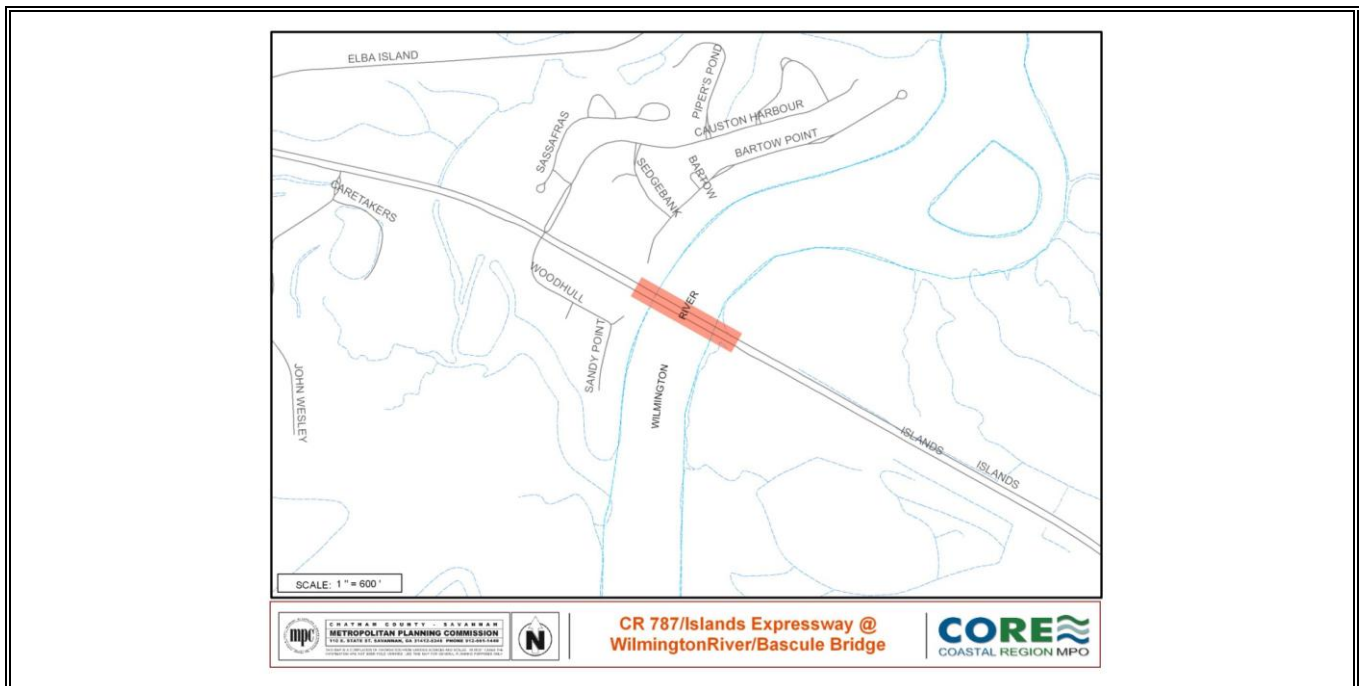 ELBA ISLAND
PIPER'S POND
CAUSTON HARBOUR
SASSAFRAS
BARTOW POINT
SEDGEBANK
BARTOW
CARETAKERS
WOODHULL
RIVER
SANDY POINT
JOHN WESLEY
WILMINGTON
ISLANDS
ISLANDS
SCALE: 1 " = 600 '
mpc
CHATHAM COUNTY - SAVANNAH
METROPOLITAN PLANNING COMMISSION
N
CR 787/Islands Expressway @
WilmingtonRiver/Bascule Bridge
CORE
COASTAL REGION MPO